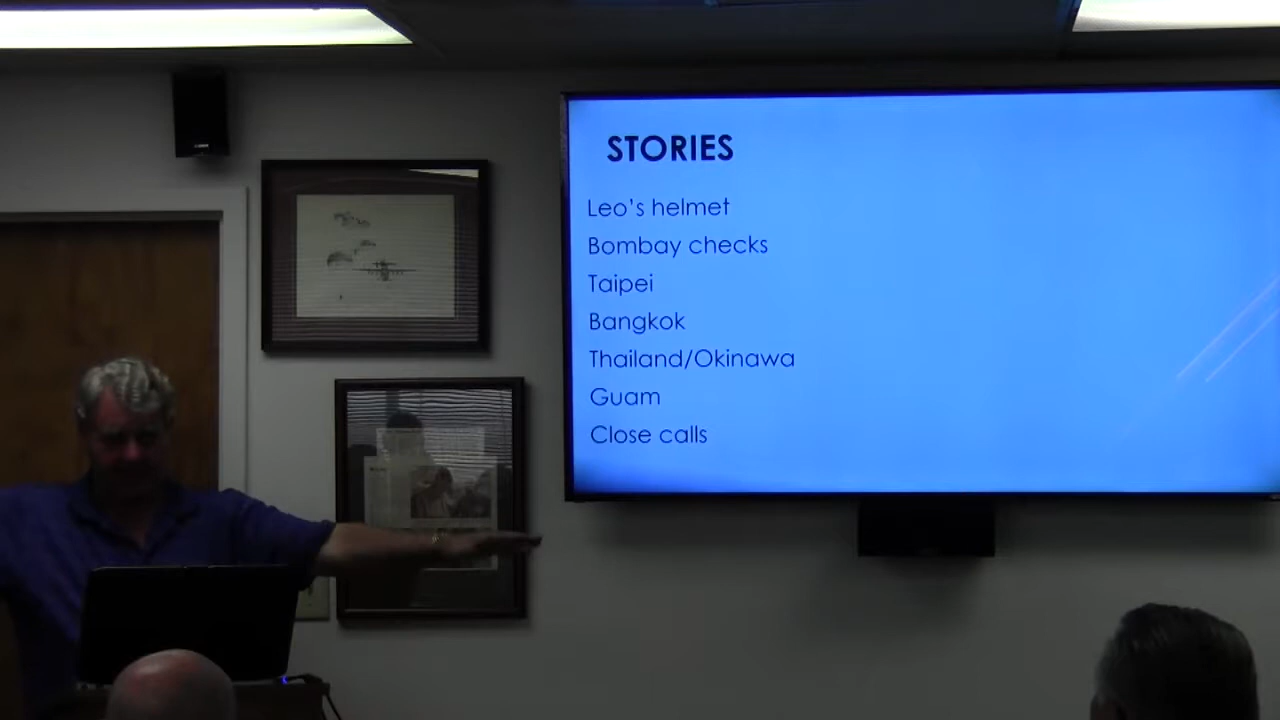 STORIES
Leo's helmet
Bombay checks
Taipei
Bangkok
Thailand/Okinawa
Guam
Close calls